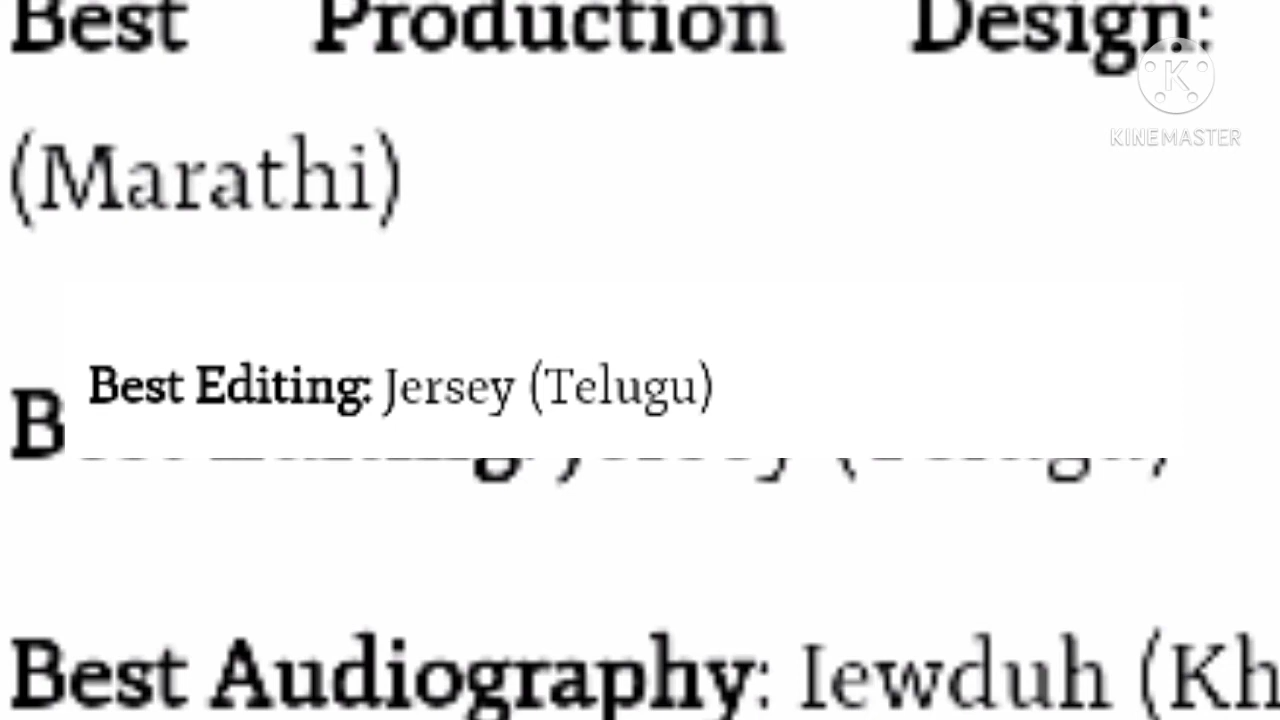 Best Production Design:
KINEMASTER
(Marathi)
Best Editing: Jersey (Telugu)
Best Audiography: Iewduh (Kh